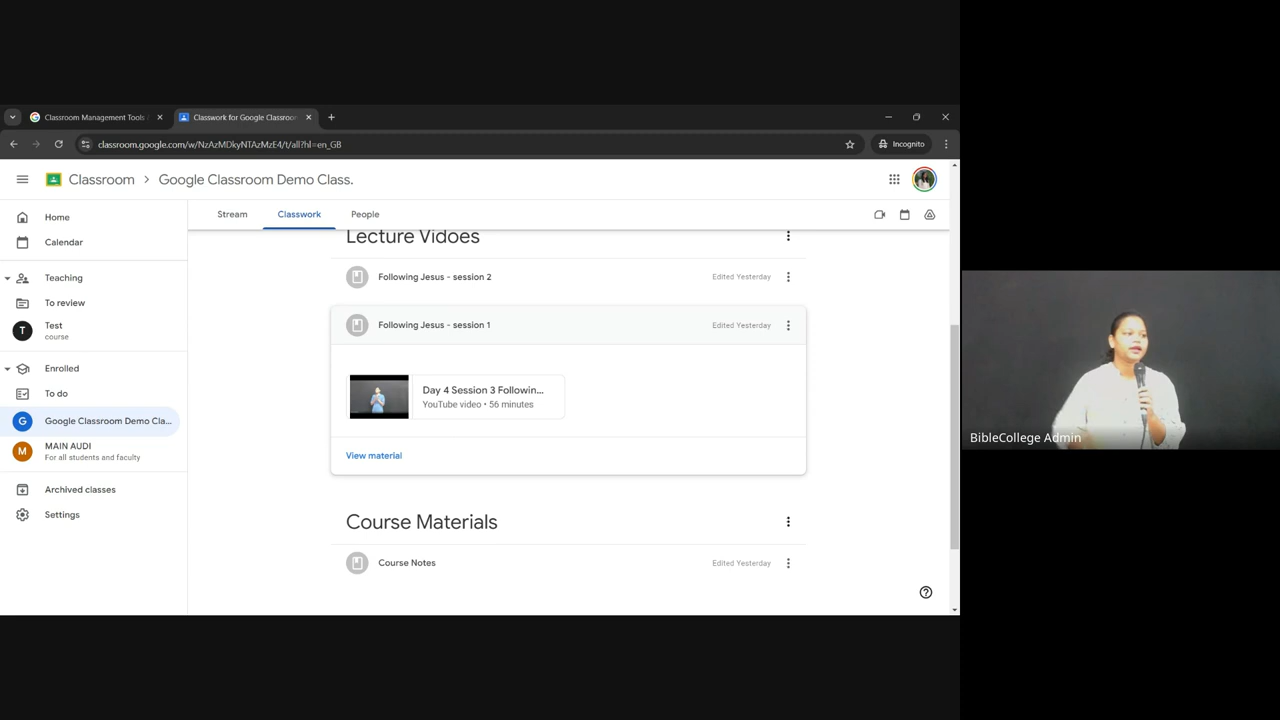 Classroom Management Tools /
Classwork for Google Classroom
classroom.google.com/w/NzAzMDkyNTAzMzE4/t/all?hl=en_GB
Incognito
Classroom
Google Classroom Demo Class.
Home
Calendar
Teaching
To review
T
Test
course
Enrolled
To do
G
Google Classroom Demo Cla...
M
MAIN AUDI
For all students and faculty
Archived classes
Settings
Stream
Classwork
People
Lecture Vidoes
Following Jesus - session 2
Edited Yesterday
Following Jesus - session 1
Edited Yesterday
Day 4 Session 3 Followin...
YouTube video • 56 minutes
View material
Course Materials
Course Notes
Edited Yesterday
BibleCollege Admin